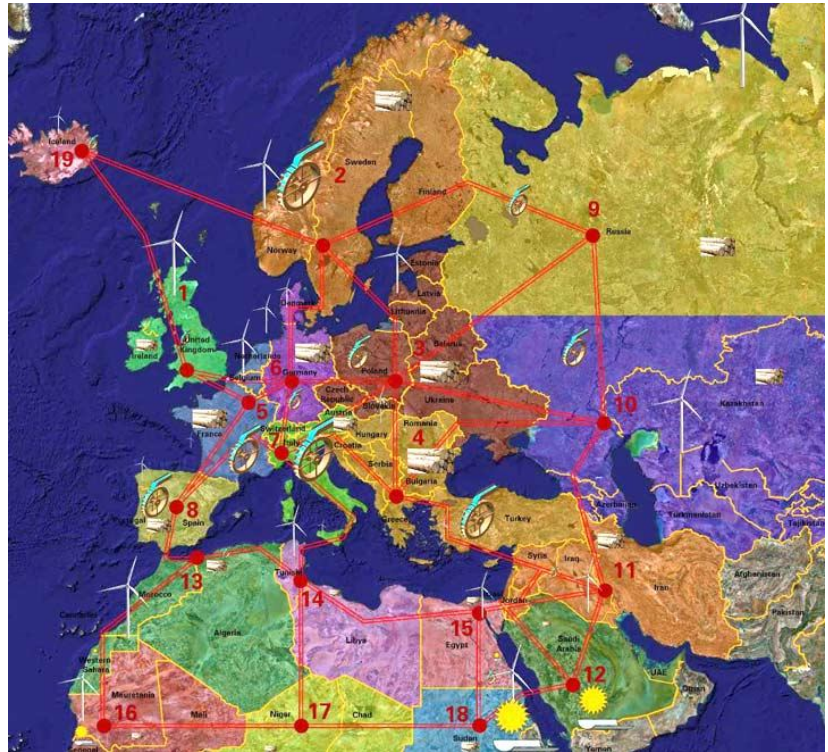 Iceland
19
2
Sweden
Finland
9
Russia
Norway
Estonia
Latvia
Lithuania
1
Denmark
United
Kingdom
Ireland
Netherlands
Belgium
6
Germany
Poland
3
Belarus
5
Czech
Republic
Slovakia
Ukraine
10
Kazakhstan
France
Austria
Switzerland
Hungary
Romania
4
7
Italy
Croatia
Serbia
Bulgaria
Uzbekistan
Turkmenistan
Tajikistan
Azerbaijan
8
Spain
Greece
Turkey
Syria
Iraq
11
Iran
Afghanistan
Pakistan
13
Morocco
Tunisia
14
15
Jordan
Canaries
Algeria
Libya
Egypt
Saudi
Arabia
12
UAE
Oman
Western
Sahara
Mauretania
16
Mali
Niger
17
Chad
18
Sudan
Yemen